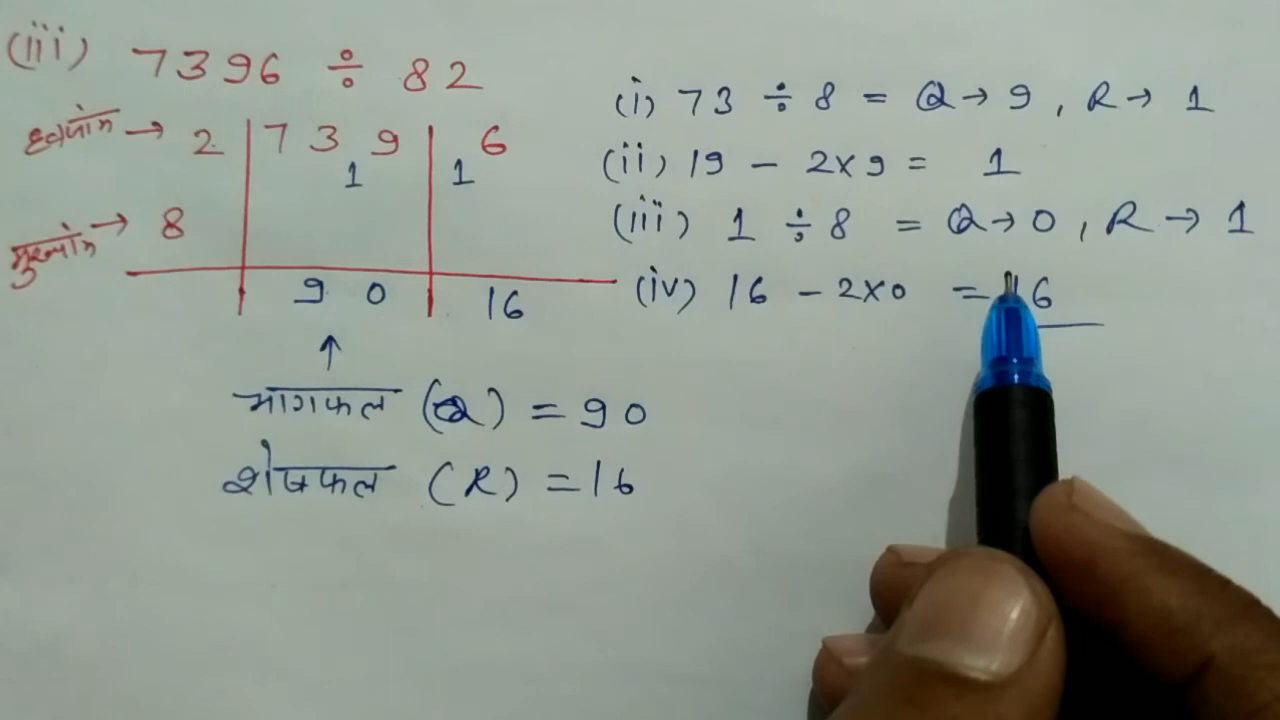 (iii) 7396 ÷ 82
ध्वजांक → 2 | 7 3 9 | 6
1 1
मुख्यांक → 8
9 0 | 16
↑
भागफल (Q) = 90
शेषफल (R) = 16
(i) 73 ÷ 8 = Q → 9, R → 1
(ii) 19 - 2×9 = 1
(iii) 1 ÷ 8 = Q → 0, R → 1
(iv) 16 - 2×0 = 16